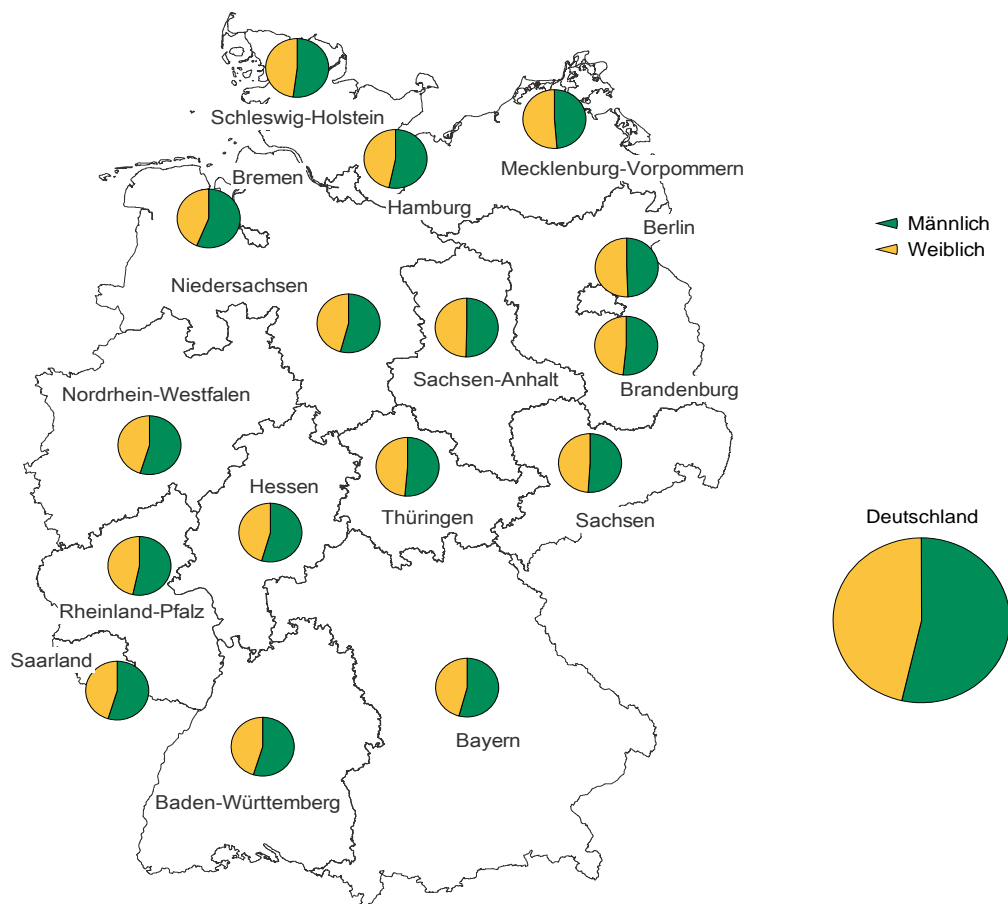 Schleswig-Holstein
Mecklenburg-Vorpommern
Bremen
Hamburg
Berlin
Männlich
Weiblich
Niedersachsen
Sachsen-Anhalt
Brandenburg
Nordrhein-Westfalen
Hessen
Thüringen
Sachsen
Deutschland
Rheinland-Pfalz
Saarland
Bayern
Baden-Württemberg